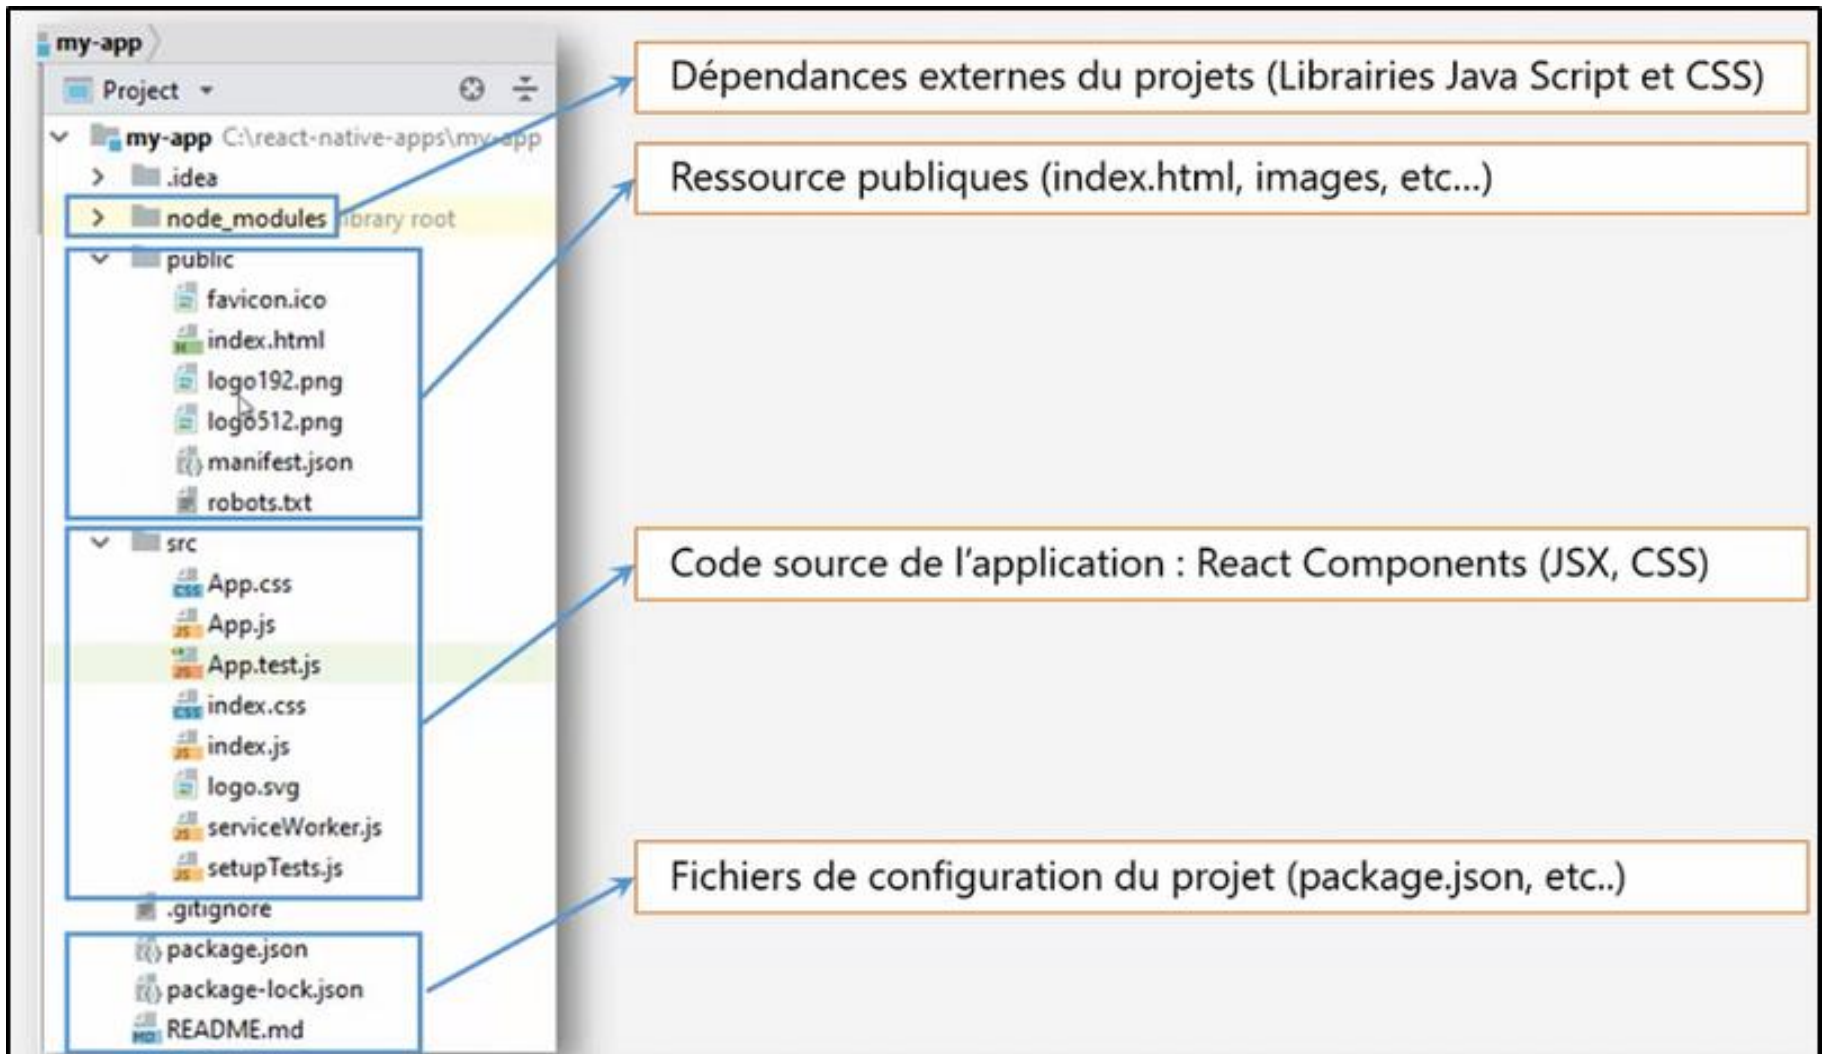 my-app
Project
my-app C:\react-native-apps\my-app
.idea
node_modules library root
public
favicon.ico
index.html
logo192.png
logo512.png
manifest.json
robots.txt
src
App.css
App.js
App.test.js
index.css
index.js
logo.svg
serviceWorker.js
setupTests.js
.gitignore
package.json
package-lock.json
README.md
Dépendances externes du projets (Librairies Java Script et CSS)
Ressource publiques (index.html, images, etc...)
Code source de l'application : React Components (JSX, CSS)
Fichiers de configuration du projet (package.json, etc..)